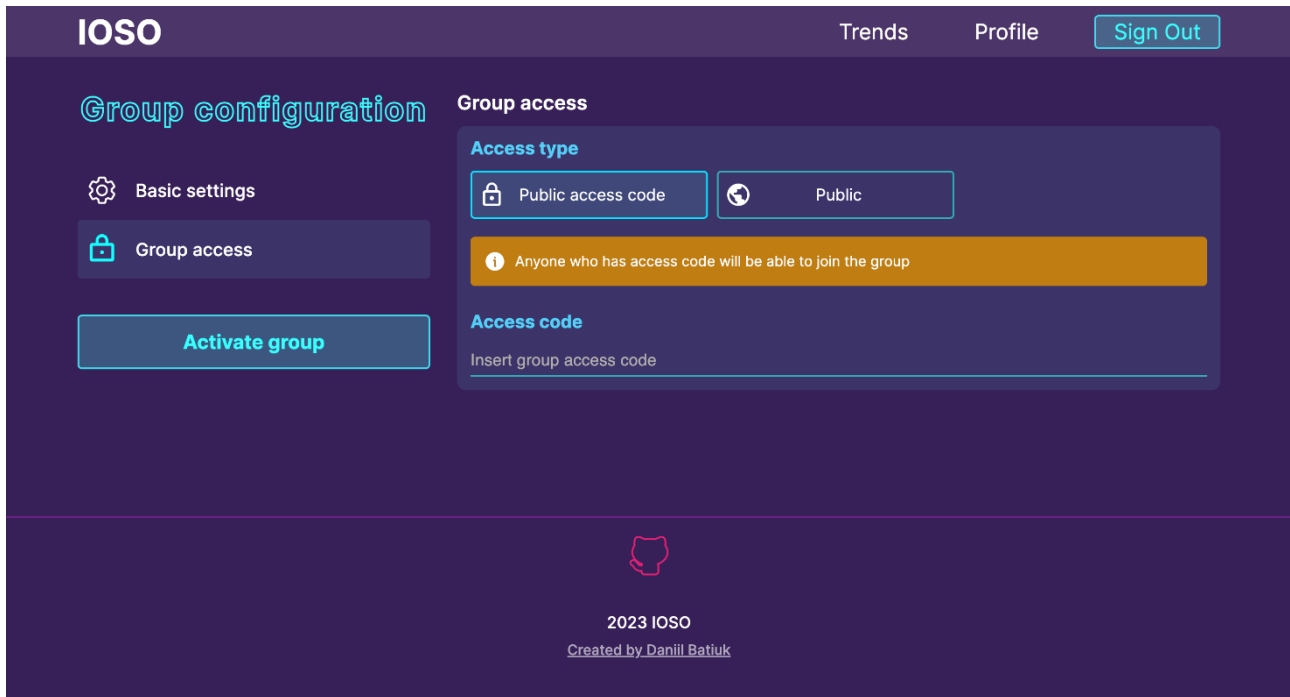 IOSO
Trends
Profile
Sign Out
Group configuration
Basic settings
Group access
Activate group
Group access
Access type
Public access code
Public
Anyone who has access code will be able to join the group
Access code
Insert group access code
2023 IOSO
Created by Daniil Batiuk